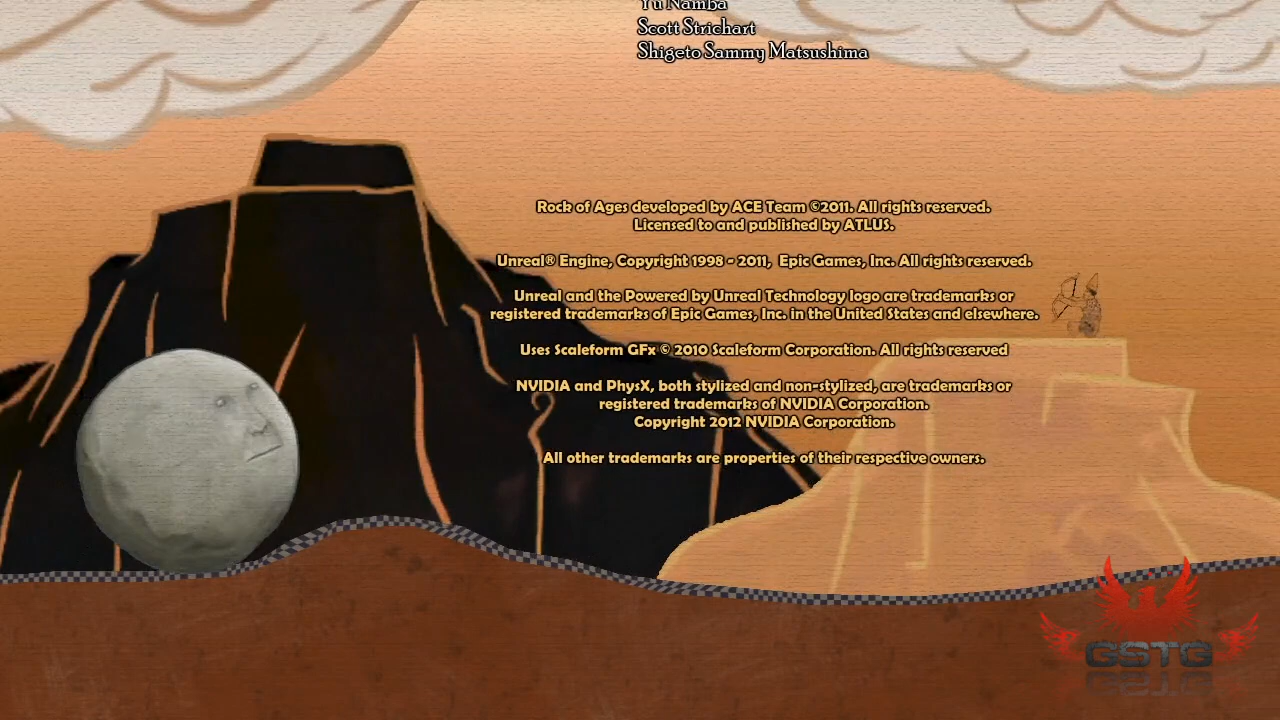 Yu Namba
Scott Strichart
Shigeto Sammy Matsushima
Rock of Ages developed by ACE Team ©2011. All rights reserved.
Licensed to and published by ATLUS.
Unreal® Engine, Copyright 1998 - 2011, Epic Games, Inc. All rights reserved.
Unreal and the Powered by Unreal Technology logo are trademarks or
registered trademarks of Epic Games, Inc. in the United States and elsewhere.
Uses Scaleform GFx © 2010 Scaleform Corporation. All rights reserved
NVIDIA and PhysX, both stylized and non-stylized, are trademarks or
registered trademarks of NVIDIA Corporation.
Copyright 2012 NVIDIA Corporation.
All other trademarks are properties of their respective owners.
GSTG